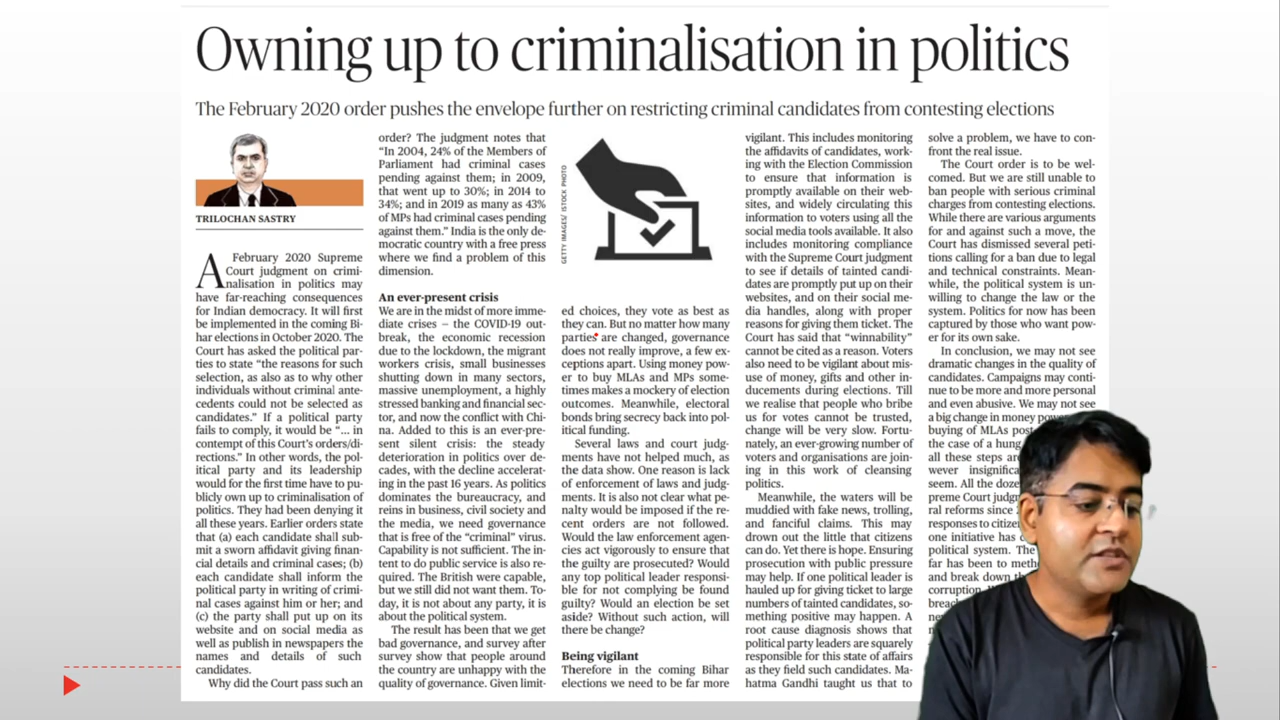 Owning up to criminalisation in politics
The February 2020 order pushes the envelope further on restricting criminal candidates from contesting elections
TRILOCHAN SASTRY
A February 2020 Supreme
Court judgment on crimi-
nalisation in politics may
have far-reaching consequences
for Indian democracy. It will first
be implemented in the coming Bi-
har elections in October 2020. The
Court has asked the political par-
ties to state “the reasons for such
selection, as also as to why other
individuals without criminal ante-
cedents could not be selected as
candidates.” If a political party
fails to comply, it would be “... in
contempt of this Court’s orders/di-
rections.” In other words, the pol-
itical party and its leadership
would for the first time have to pu-
blicly own up to criminalisation of
politics. They had been denying it
all these years. Earlier orders state
that (a) each candidate shall sub-
mit a sworn affidavit giving finan-
cial details and criminal cases; (b)
each candidate shall inform the
political party in writing of crimi-
nal cases against him or her; and
(c) the party shall put up on its
website and on social media as
well as publish in newspapers the
names and details of such
candidates.
Why did the Court pass such an
order? The judgment notes that
“In 2004, 24% of the Members of
Parliament had criminal cases
pending against them; in 2009,
that went up to 30%; in 2014 to
34%; and in 2019 as many as 43%
of MPs had criminal cases pending
against them.” India is the only de-
mocratic country with a free press
where we find a problem of this
dimension.
An ever-present crisis
We are in the midst of more imme-
diate crises – the COVID-19 out-
break, the economic recession
due to the lockdown, the migrant
workers crisis, small businesses
shutting down in many sectors,
massive unemployment, a highly
stressed banking and financial sec-
tor, and now the conflict with Chi-
na. Added to this is an ever-pre-
sent silent crisis: the steady
deterioration in politics over de-
cades, with the decline accelerat-
ing in the past 16 years. As politics
dominates the bureaucracy, and
reins in business, civil society and
the media, we need governance
that is free of the “criminal” virus.
Capability is not sufficient. The in-
tent to do public service is also re-
quired. The British were capable,
but we still did not want them. To-
day, it is not about any party, it is
about the political system.
The result has been that we get
bad governance, and survey after
survey show that people around
the country are unhappy with the
quality of governance. Given limit-
GETTY IMAGES/ ISTOCK PHOTO
ed choices, they vote as best as
they can. But no matter how many
parties are changed, governance
does not really improve, a few ex-
ceptions apart. Using money pow-
er to buy MLAs and MPs some-
times makes a mockery of election
outcomes. Meanwhile, electoral
bonds bring secrecy back into pol-
itical funding.
Several laws and court judg-
ments have not helped much, as
the data show. One reason is lack
of enforcement of laws and judg-
ments. It is also not clear what pe-
nalty would be imposed if the re-
cent orders are not followed.
Would the law enforcement agen-
cies act vigorously to ensure that
the guilty are prosecuted? Would
any top political leader responsi-
ble for not complying be found
guilty? Would an election be set
aside? Without such action, will
there be change?
Being vigilant
Therefore in the coming Bihar
elections we need to be far more
vigilant. This includes monitoring
the affidavits of candidates, work-
ing with the Election Commission
to ensure that information is
promptly available on their web-
sites, and widely circulating this
information to voters using all the
social media tools available. It also
includes monitoring compliance
with the Supreme Court judgment
to see if details of tainted candi-
dates are promptly put up on their
websites, and on their social me-
dia handles, along with proper
reasons for giving them ticket. The
Court has said that “winnability”
cannot be cited as a reason. Voters
also need to be vigilant about mis-
use of money, gifts and other in-
ducements during elections. Till
we realise that people who bribe
us for votes cannot be trusted,
change will be very slow. Fortu-
nately, an ever-growing number of
voters and organisations are join-
ing in this work of cleansing
politics.
Meanwhile, the waters will be
muddied with fake news, trolling,
and fanciful claims. This may
drown out the little that citizens
can do. Yet there is hope. Ensuring
prosecution with public pressure
may help. If one political leader is
hauled up for giving ticket to large
numbers of tainted candidates, so-
mething positive may happen. A
root cause diagnosis shows that
political party leaders are squarely
responsible for this state of affairs
as they field such candidates. Ma-
hatma Gandhi taught us that to
solve a problem, we have to con-
front the real issue.
The Court order is to be wel-
comed. But we are still unable to
ban people with serious criminal
charges from contesting elections.
While there are various arguments
for and against such a move, the
Court has dismissed several peti-
tions calling for a ban due to legal
and technical constraints. Mean-
while, the political system is un-
willing to change the law or the
system. Politics for now has been
captured by those who want pow-
er for its own sake.
In conclusion, we may not see
dramatic changes in the quality of
candidates. Campaigns may conti-
nue to be more and more personal
and even abusive. We may not see
a big change in money
buying of MLAs post
the case of a hung
all these steps are
wever
seem. All the
preme Court
ral reforms since
responses to
one initiative has
political system. The
far has been to
and break down
corruption